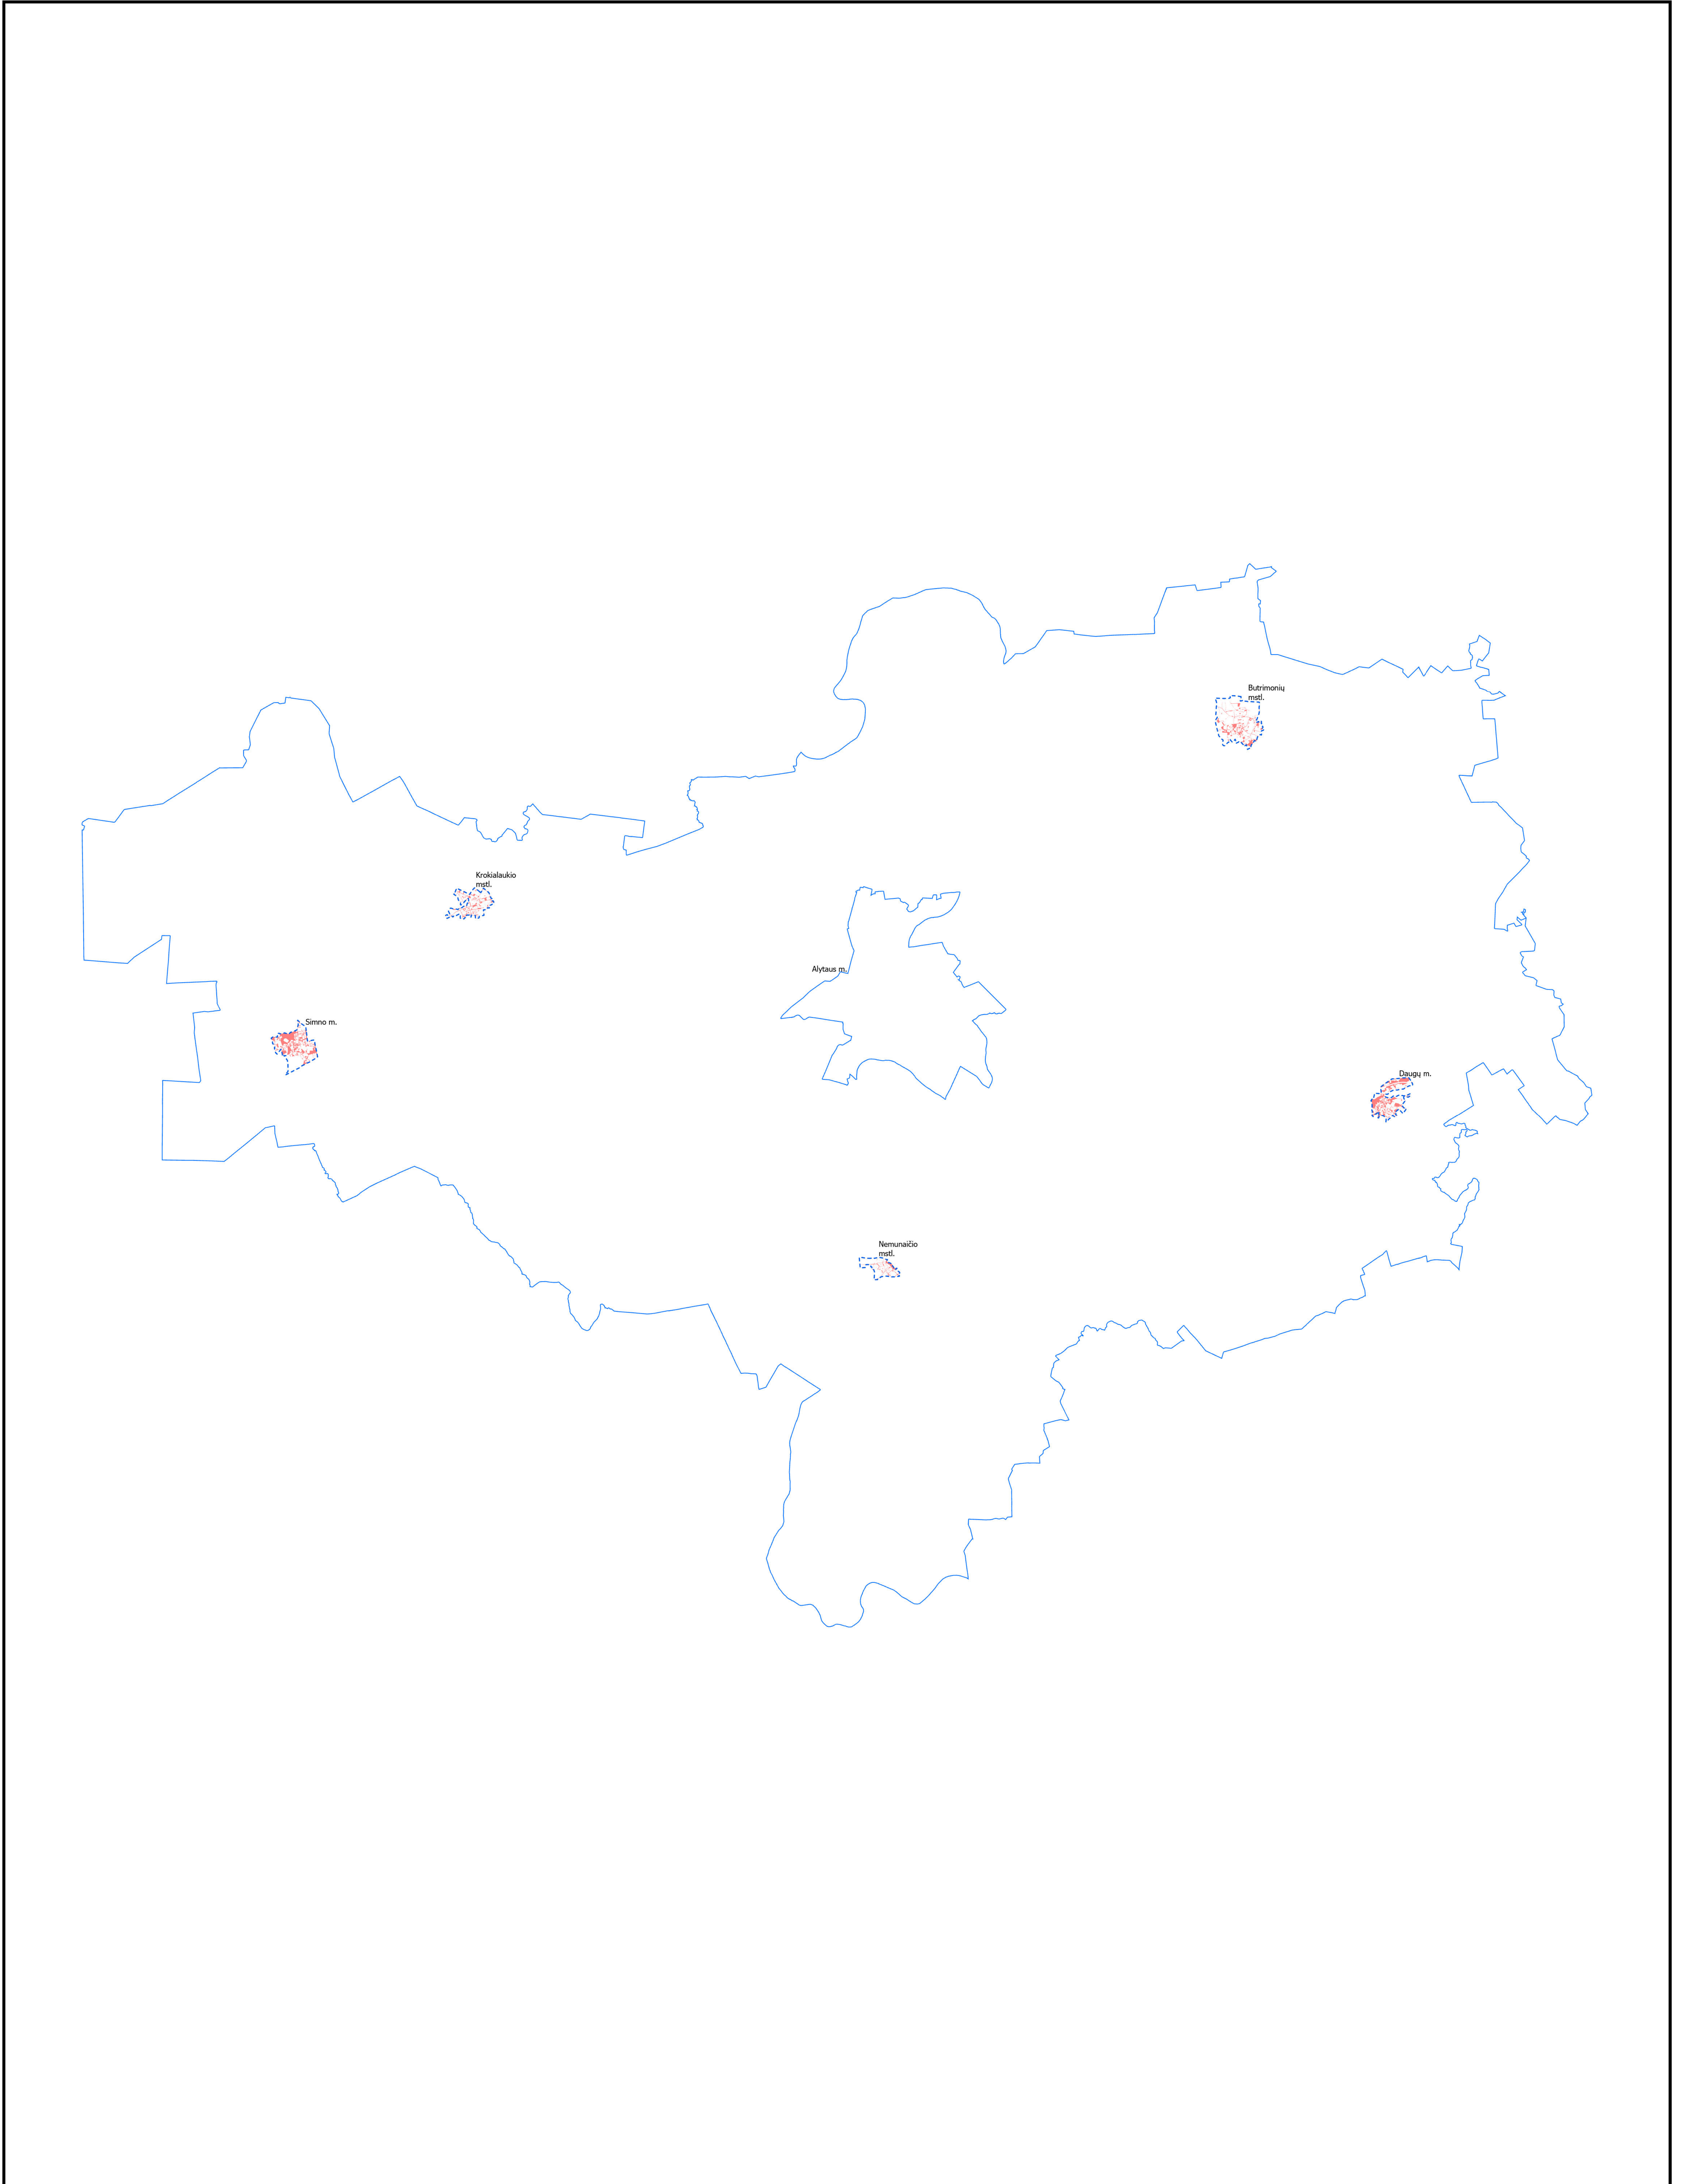 Butrimonių
mstl.
Krokialaukio
mstl.
Alytaus m.
Simno m.
Daugų m.
Nemunaičio
mstl.